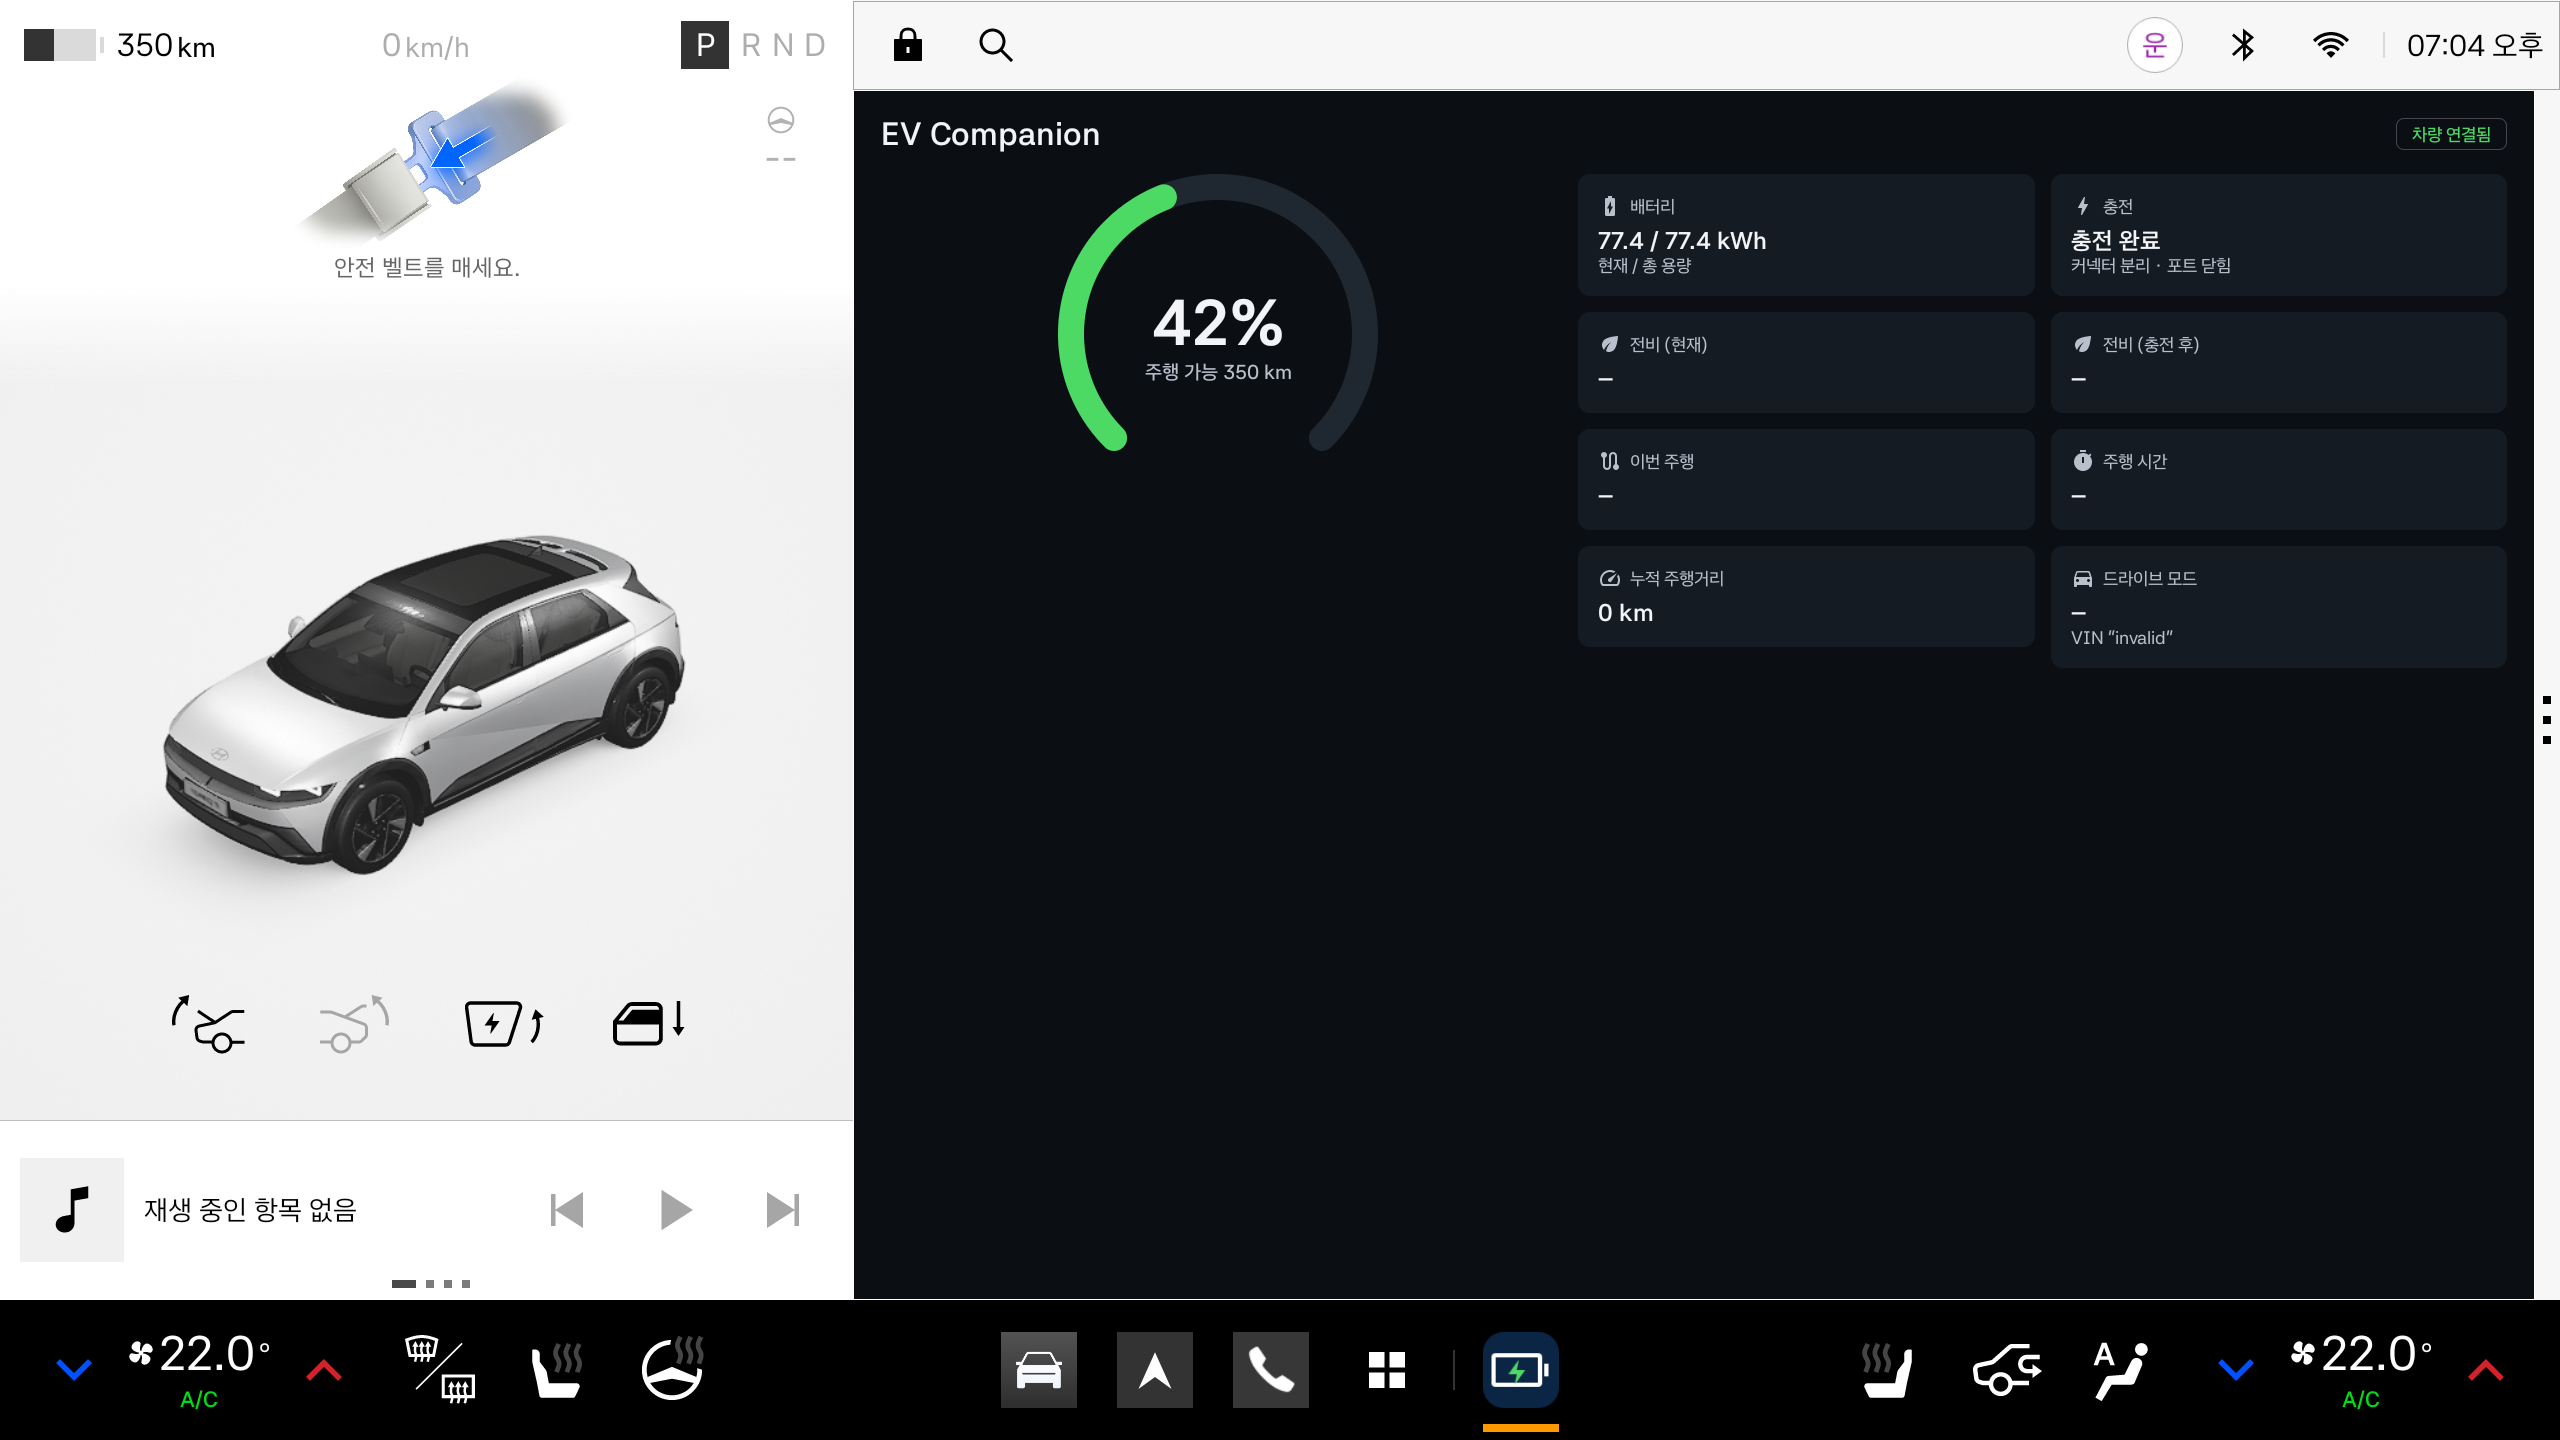 350 km
0 km/h
P R N D
안전 벨트를 매세요.
재생 중인 항목 없음
운
07:04 오후
EV Companion
차량 연결됨
42%
주행 가능 350 km
배터리
77.4 / 77.4 kWh
현재 / 총 용량
충전
충전 완료
커넥터 분리 · 포트 닫힘
전비 (현재)
–
전비 (충전 후)
–
이번 주행
–
주행 시간
–
누적 주행거리
0 km
드라이브 모드
–
VIN "invalid"
22.0°
A/C
A
22.0°
A/C